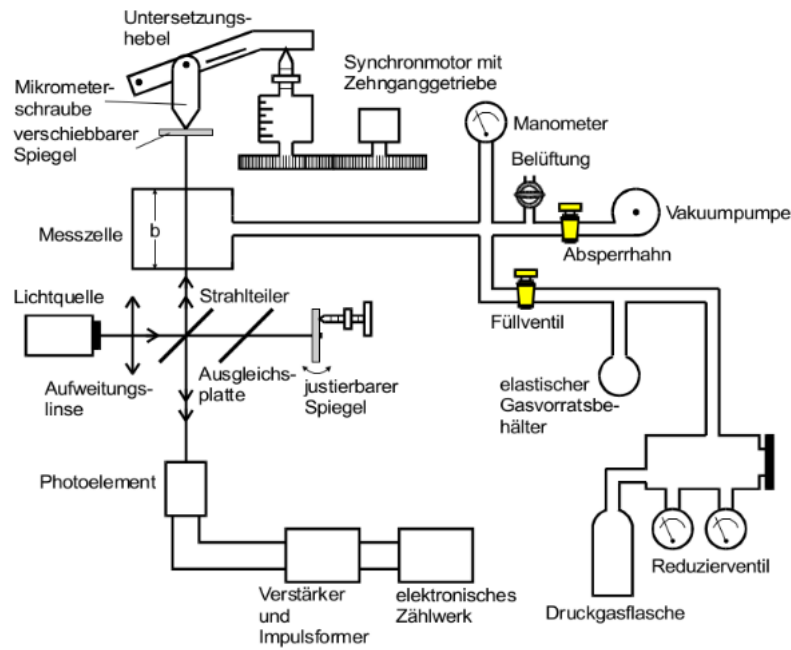 Untersetzungs-
hebel
Synchronmotor mit
Zehnganggetriebe
Mikrometer-
schraube
verschiebbarer
Spiegel
Manometer
Belüftung
Vakuumpumpe
Absperrhahn
Messzelle
b
Lichtquelle
Strahlteiler
Füllventil
Aufweitungs-
linse
Ausgleichs-
platte
justierbarer
Spiegel
elastischer
Gasvorratsbe-
hälter
Photoelement
Reduzierventil
Druckgasflasche
Verstärker
und
Impulsformer
elektronisches
Zählwerk